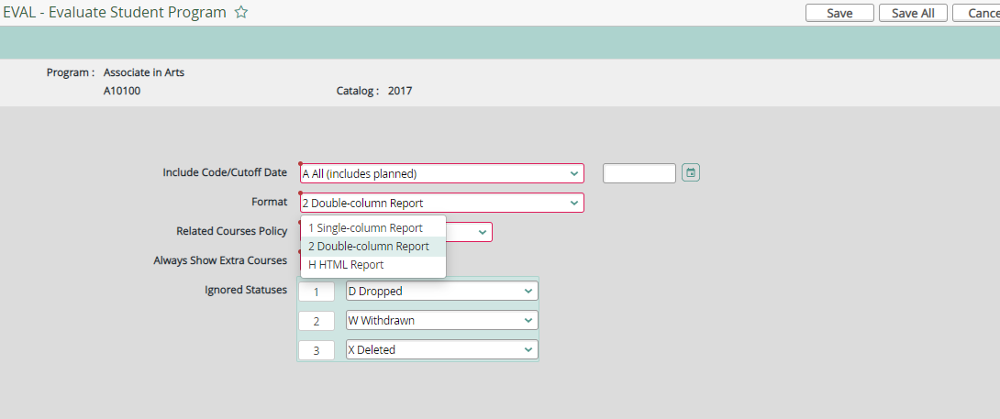 EVAL - Evaluate Student Program
Save
Save All
Cance
Program : Associate in Arts
A10100
Catalog : 2017
Include Code/Cutoff Date
A All (includes planned)
Format
2 Double-column Report
1 Single-column Report
Related Courses Policy
2 Double-column Report
Always Show Extra Courses
H HTML Report
Ignored Statuses
1 D Dropped
2 W Withdrawn
3 X Deleted